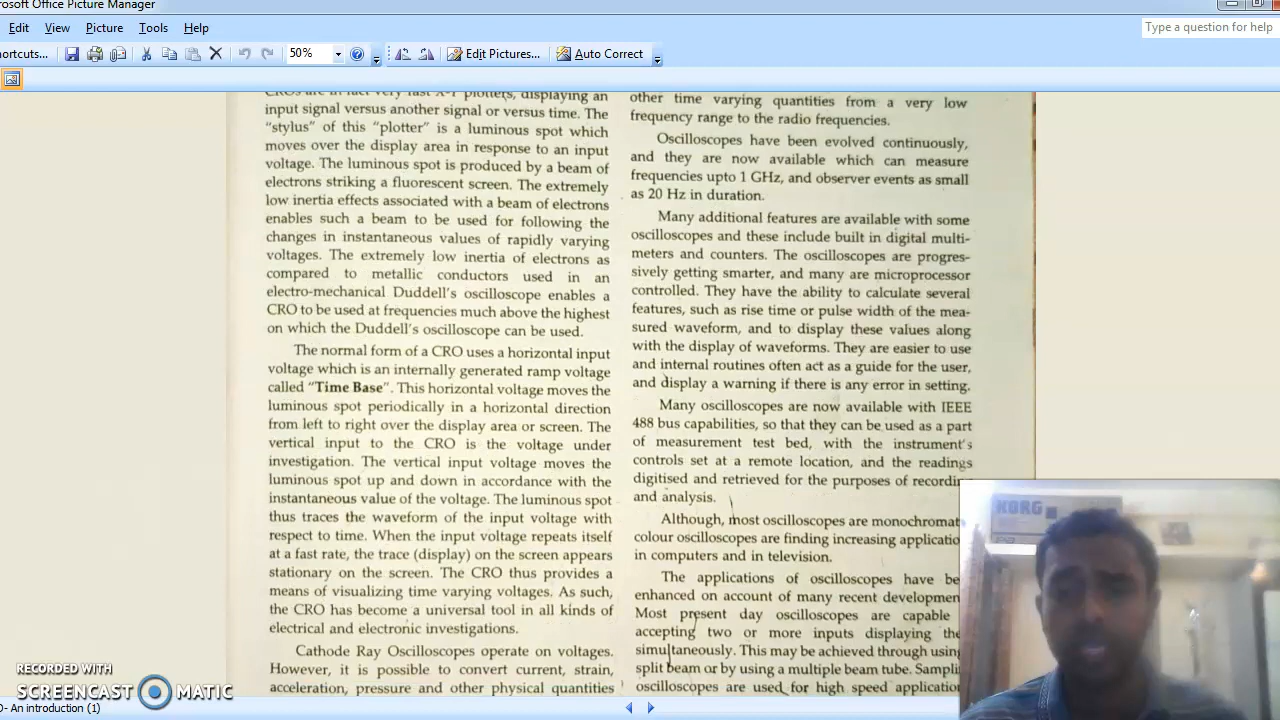 rosoft Office Picture Manager
Edit View Picture Tools Help
Type a question for help
ortcuts... 50% Edit Pictures... Auto Correct
CROs are in fact very fast X-Y plotters, displaying an
input signal versus another signal or versus time. The
“stylus” of this “plotter” is a luminous spot which
moves over the display area in response to an input
voltage. The luminous spot is produced by a beam of
electrons striking a fluorescent screen. The extremely
low inertia effects associated with a beam of electrons
enables such a beam to be used for following the
changes in instantaneous values of rapidly varying
voltages. The extremely low inertia of electrons as
compared to metallic conductors used in an
electro-mechanical Duddell’s oscilloscope enables a
CRO to be used at frequencies much above the highest
on which the Duddell’s oscilloscope can be used.
The normal form of a CRO uses a horizontal input
voltage which is an internally generated ramp voltage
called “Time Base”. This horizontal voltage moves the
luminous spot periodically in a horizontal direction
from left to right over the display area or screen. The
vertical input to the CRO is the voltage under
investigation. The vertical input voltage moves the
luminous spot up and down in accordance with the
instantaneous value of the voltage. The luminous spot
thus traces the waveform of the input voltage with
respect to time. When the input voltage repeats itself
at a fast rate, the trace (display) on the screen appears
stationary on the screen. The CRO thus provides a
means of visualizing time varying voltages. As such,
the CRO has become a universal tool in all kinds of
electrical and electronic investigations.
Cathode Ray Oscilloscopes operate on voltages.
However, it is possible to convert current, strain,
acceleration, pressure and other physical quantities
other time varying quantities from a very low
frequency range to the radio frequencies.
Oscilloscopes have been evolved continuously,
and they are now available which can measure
frequencies upto 1 GHz, and observer events as small
as 20 Hz in duration.
Many additional features are available with some
oscilloscopes and these include built in digital multi-
meters and counters. The oscilloscopes are progres-
sively getting smarter, and many are microprocessor
controlled. They have the ability to calculate several
features, such as rise time or pulse width of the mea-
sured waveform, and to display these values along
with the display of waveforms. They are easier to use
and internal routines often act as a guide for the user,
and display a warning if there is any error in setting.
Many oscilloscopes are now available with IEEE
488 bus capabilities, so that they can be used as a part
of measurement test bed, with the instrument’s
controls set at a remote location, and the readings
digitised and retrieved for the purposes of recordin
and analysis.
Although, most oscilloscopes are monochromat
colour oscilloscopes are finding increasing applicatio
in computers and in television.
The applications of oscilloscopes have be
enhanced on account of many recent developmen
Most present day oscilloscopes are capable
accepting two or more inputs displaying the
simultaneously. This may be achieved through using
split beam or by using a multiple beam tube. Sampli
oscilloscopes are used for high speed application
KORG
RECORDED WITH
SCREENCAST MATIC
D- An introduction (1)